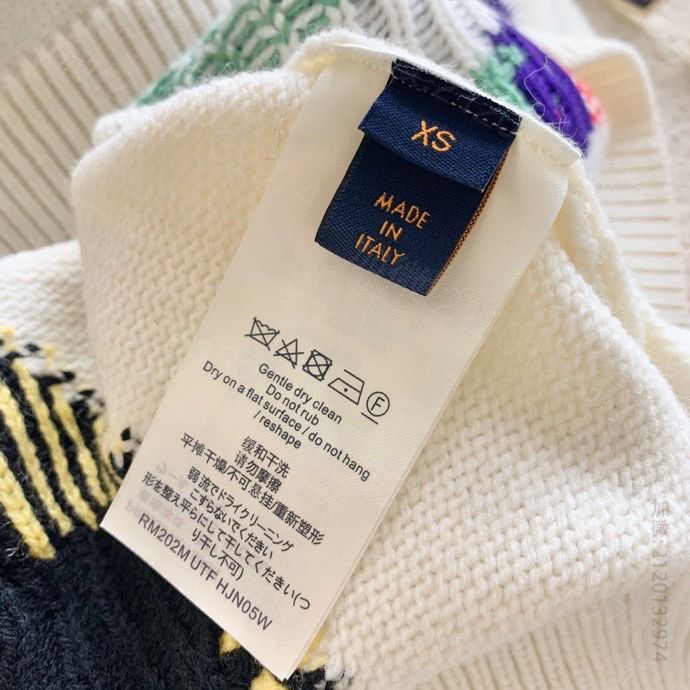 XS
MADE
IN
ITALY
F
Gentle dry clean
Do not rub
Dry on a flat surface / do not hang
/ reshape
缓和干洗
请勿摩擦
平摊干燥/不可悬挂/重新塑形
弱流でドライクリーニング
こすらないでください
形を整え平らにして干してください(つ
り干し不可)
RM202M UTF HJN05W
2120132974